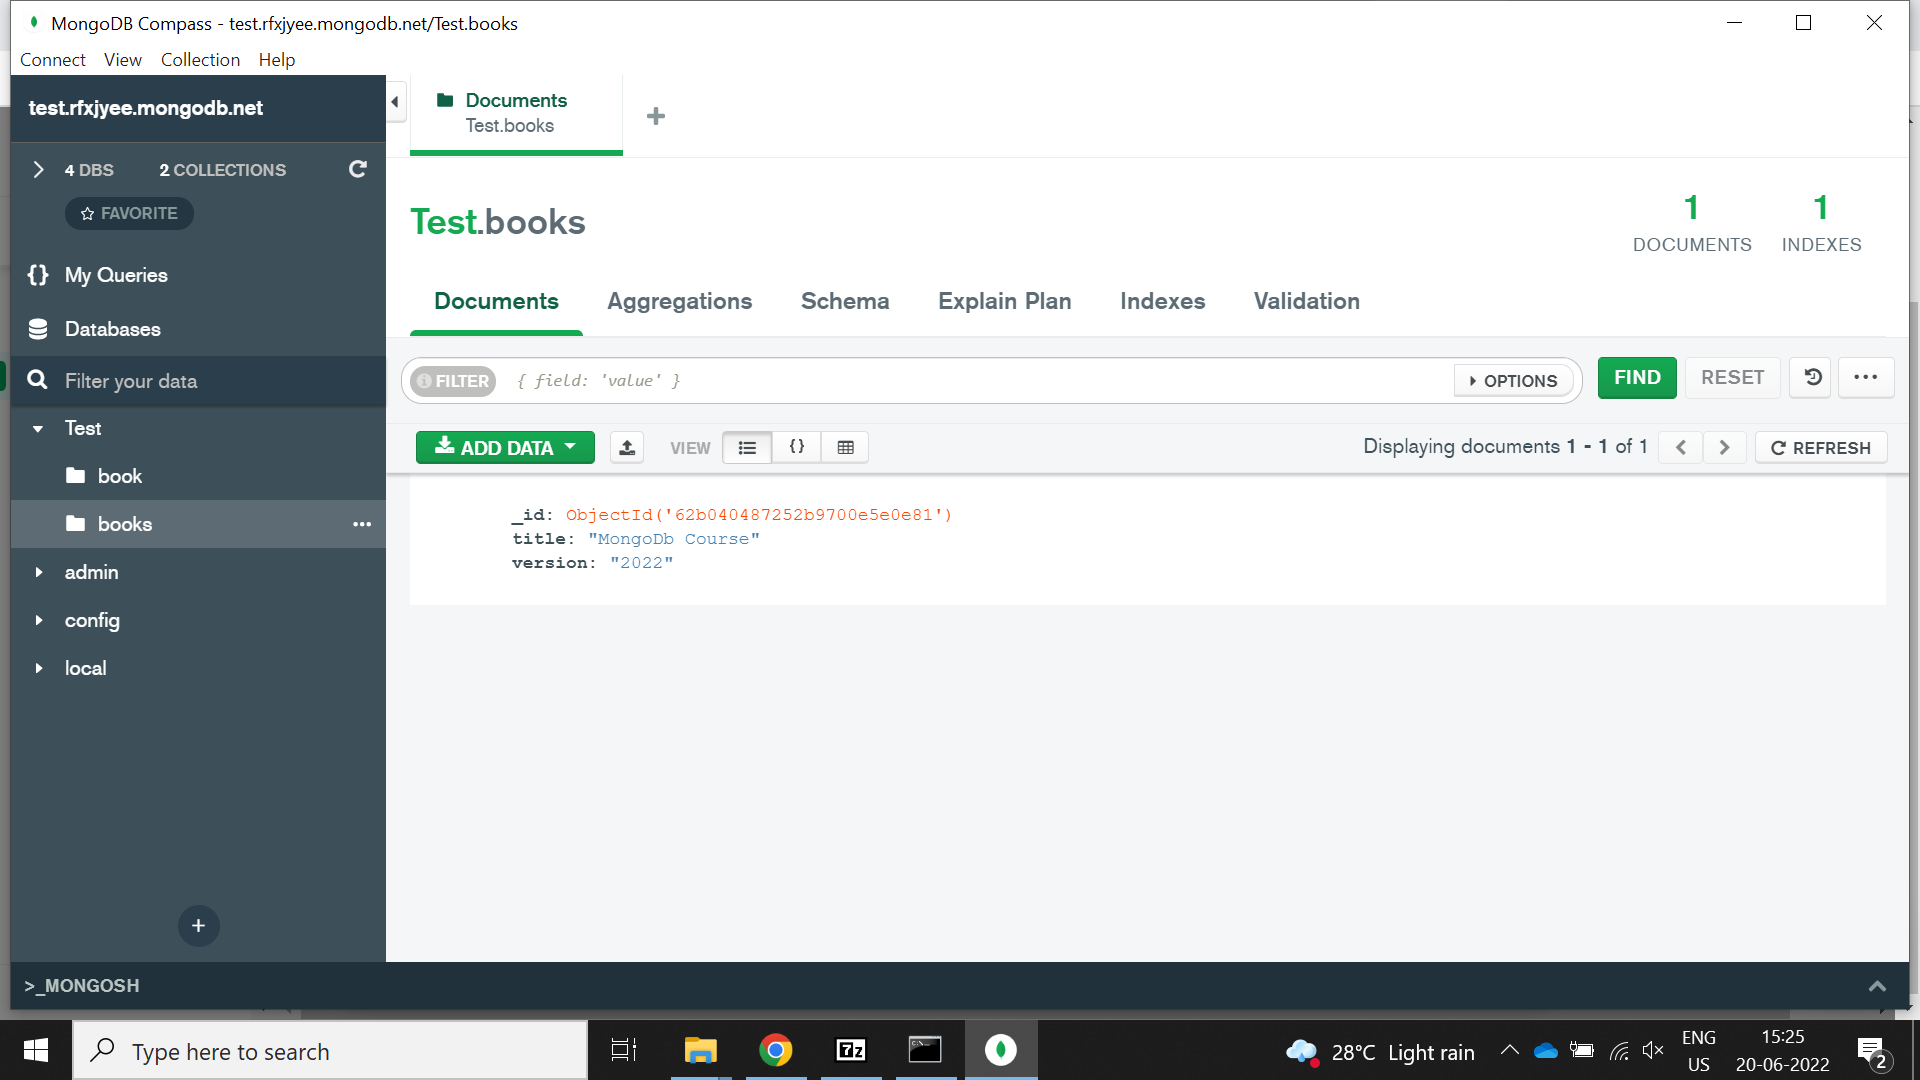 MongoDB Compass - test.rfxjyee.mongodb.net/Test.books
Connect View Collection Help
test.rfxjyee.mongodb.net
4 DBS 2 COLLECTIONS
FAVORITE
{} My Queries
Databases
Filter your data
Test
book
books
admin
config
local
+
Documents
Test.books
+
Test.books
1
DOCUMENTS
1
INDEXES
Documents Aggregations Schema Explain Plan Indexes Validation
FILTER { field: 'value' } OPTIONS FIND RESET
ADD DATA VIEW {} Displaying documents 1 - 1 of 1 REFRESH
_id: ObjectId('62b040487252b9700e5e0e81')
title: "MongoDb Course"
version: "2022"
>_MONGOSH
Type here to search
7z
C:\_
28°C Light rain
ENG
US
15:25
20-06-2022
2